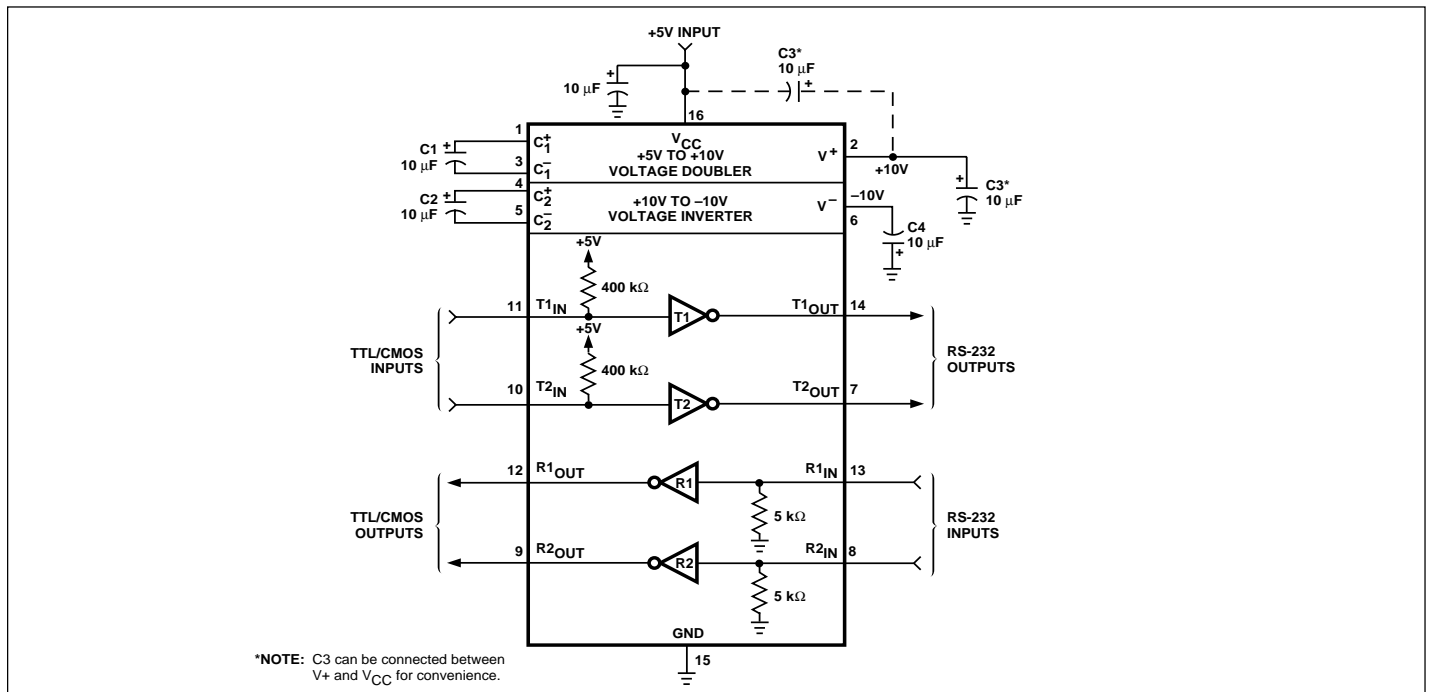 +5V INPUT
C3*
10 μF
+
10 μF
+
16
1
VCC
+5V TO +10V
VOLTAGE DOUBLER
C1
10 μF
+
C1+
3
C1−
V+
2
+10V
+
C3*
10 μF
4
C2
10 μF
+
C2+
5
C2−
+10V TO –10V
VOLTAGE INVERTER
V−
–10V
6
C4
10 μF
+
+5V
400 kΩ
11
T1IN
T1
T1OUT
14
+5V
400 kΩ
TTL/CMOS
INPUTS
RS-232
OUTPUTS
10
T2IN
T2
T2OUT
7
12
R1OUT
R1
R1IN
13
5 kΩ
TTL/CMOS
OUTPUTS
RS-232
INPUTS
9
R2OUT
R2
R2IN
8
5 kΩ
GND
15
*NOTE: C3 can be connected between
V+ and VCC for convenience.